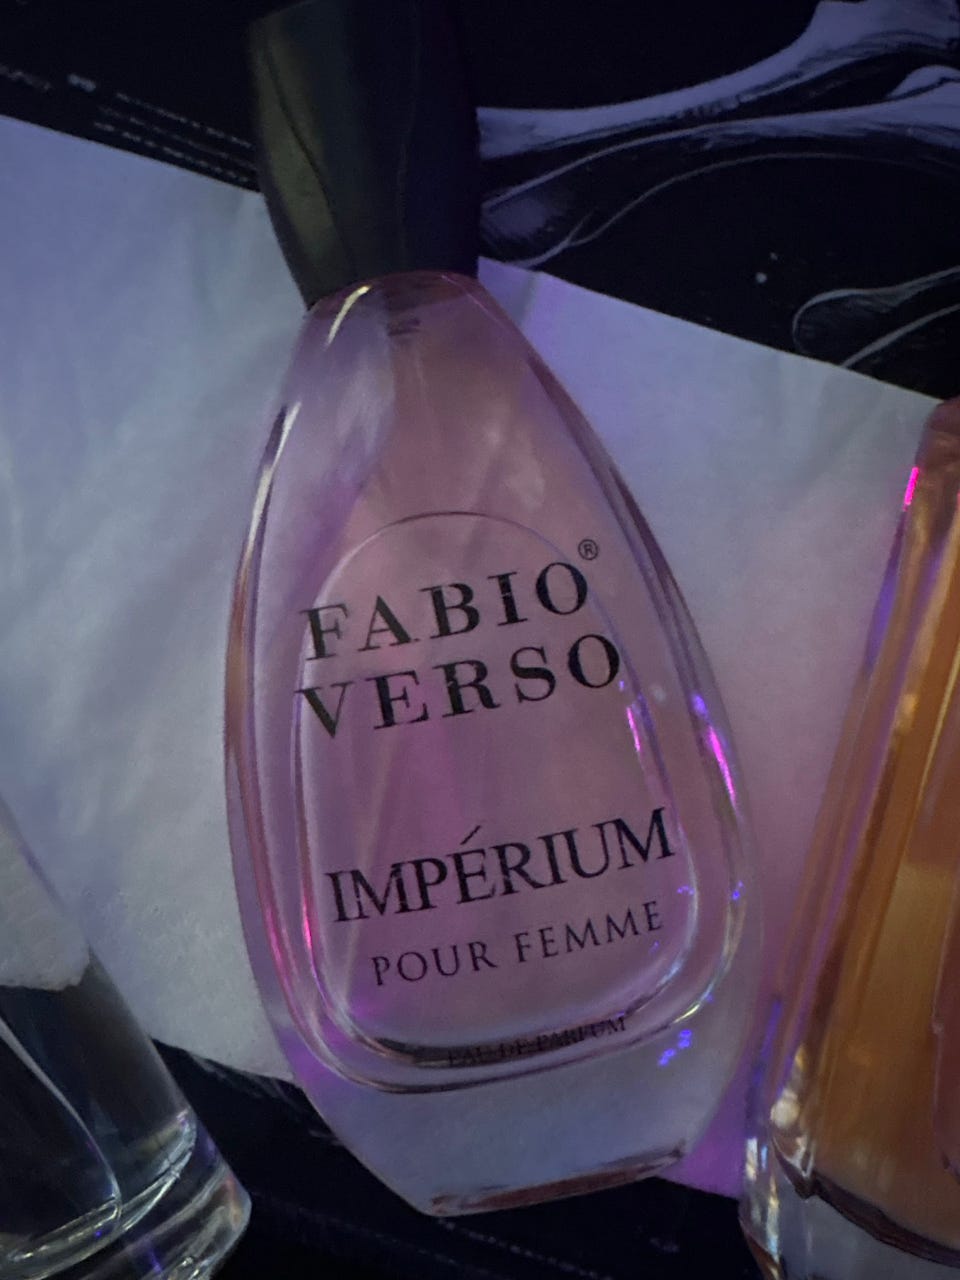 FABIO®
VERSO
IMPÉRIUM
POUR FEMME
EAU DE PARFUM